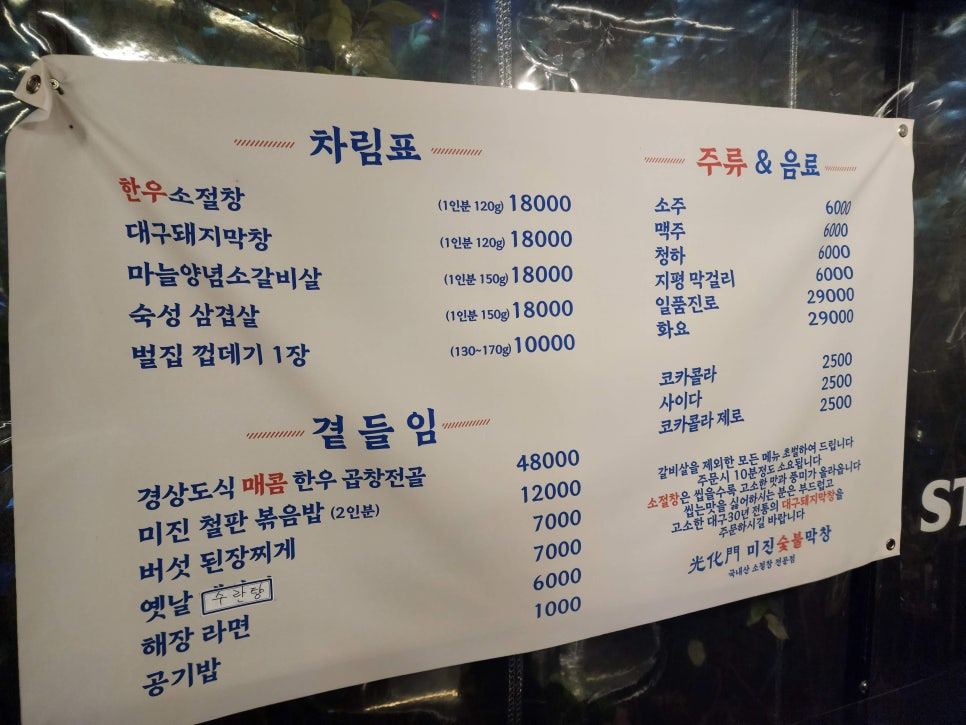 차림표
한우소절창 (1인분 120g) 18000
대구돼지막창 (1인분 120g) 18000
마늘양념소갈비살 (1인분 150g) 18000
숙성 삼겹살 (1인분 150g) 18000
벌집 껍데기 1장 (130~170g) 10000
곁들임
경상도식 매콤 한우 곱창전골 48000
미진 철판 볶음밥 (2인분) 12000
버섯 된장찌개 7000
옛날 수란탕 7000
해장 라면 6000
공기밥 1000
주류 & 음료
소주 6000
맥주 6000
청하 6000
지평 막걸리 6000
일품진로 29000
화요 29000
코카콜라 2500
사이다 2500
코카콜라 제로 2500
갈비살을 제외한 모든 메뉴 초벌하여 드립니다
주문시 10분정도 소요됩니다
소절창은 씹을수록 고소한 맛과 풍미가 올라옵니다
씹는맛을 싫어하시는 분은 부드럽고
고소한 대구30년 전통의 대구돼지막창을
주문하시길 바랍니다
光化門 미진숯불막창
국내산 소절창 전문점
ST